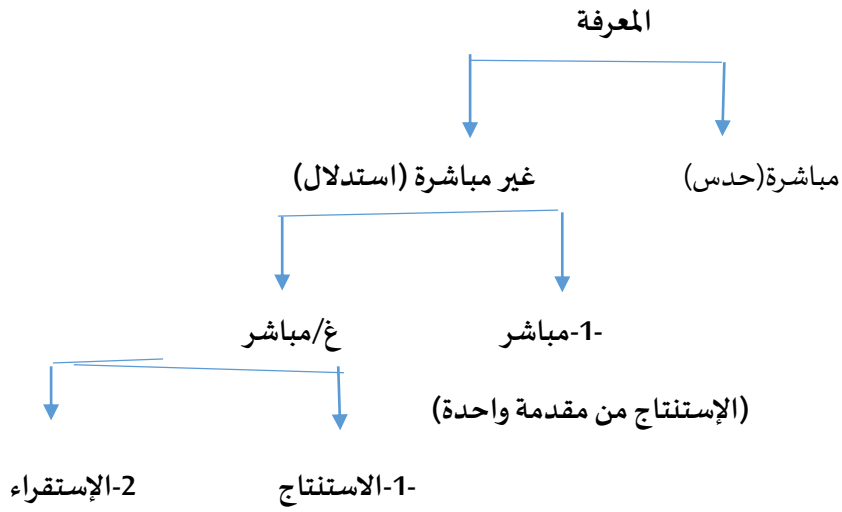 المعرفة
مباشرة(حدس) غير مباشرة (استدلال)
-1-مباشر غ/مباشر
(الإستنتاج من مقدمة واحدة)
-1-الاستنتاج 2-الإستقراء